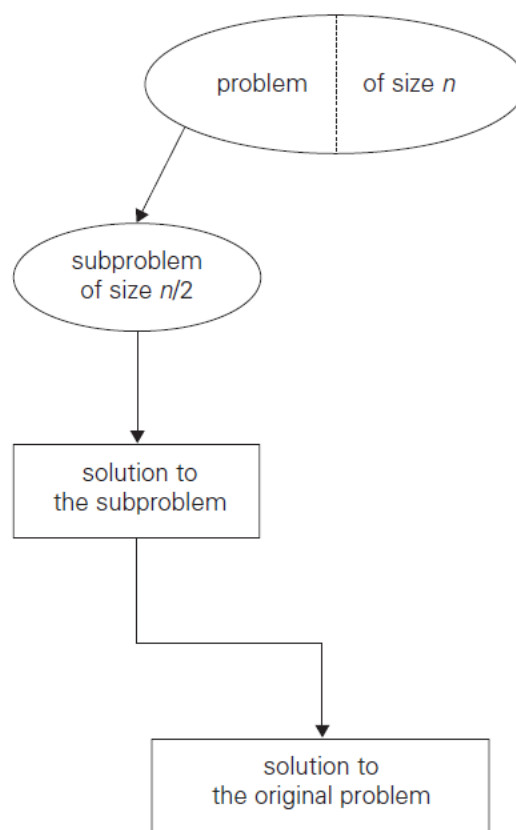 problem of size n
subproblem
of size n/2
solution to
the subproblem
solution to
the original problem